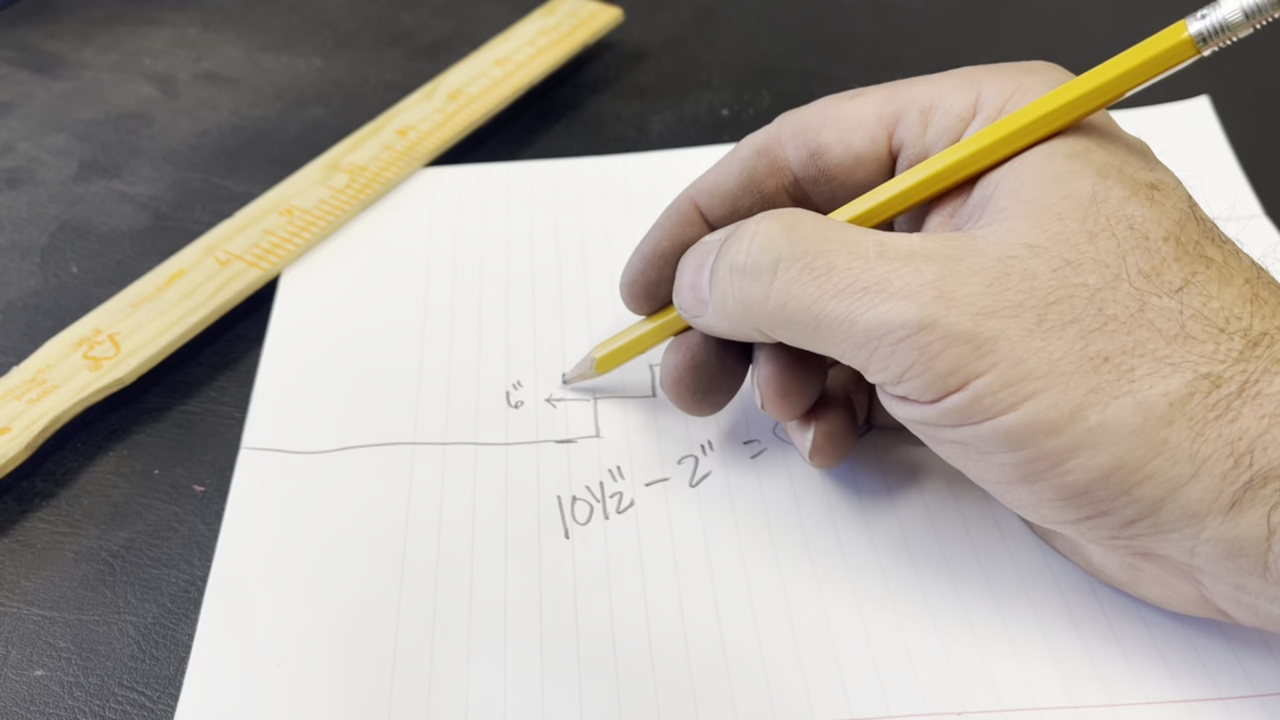 6"
10½" - 2" =